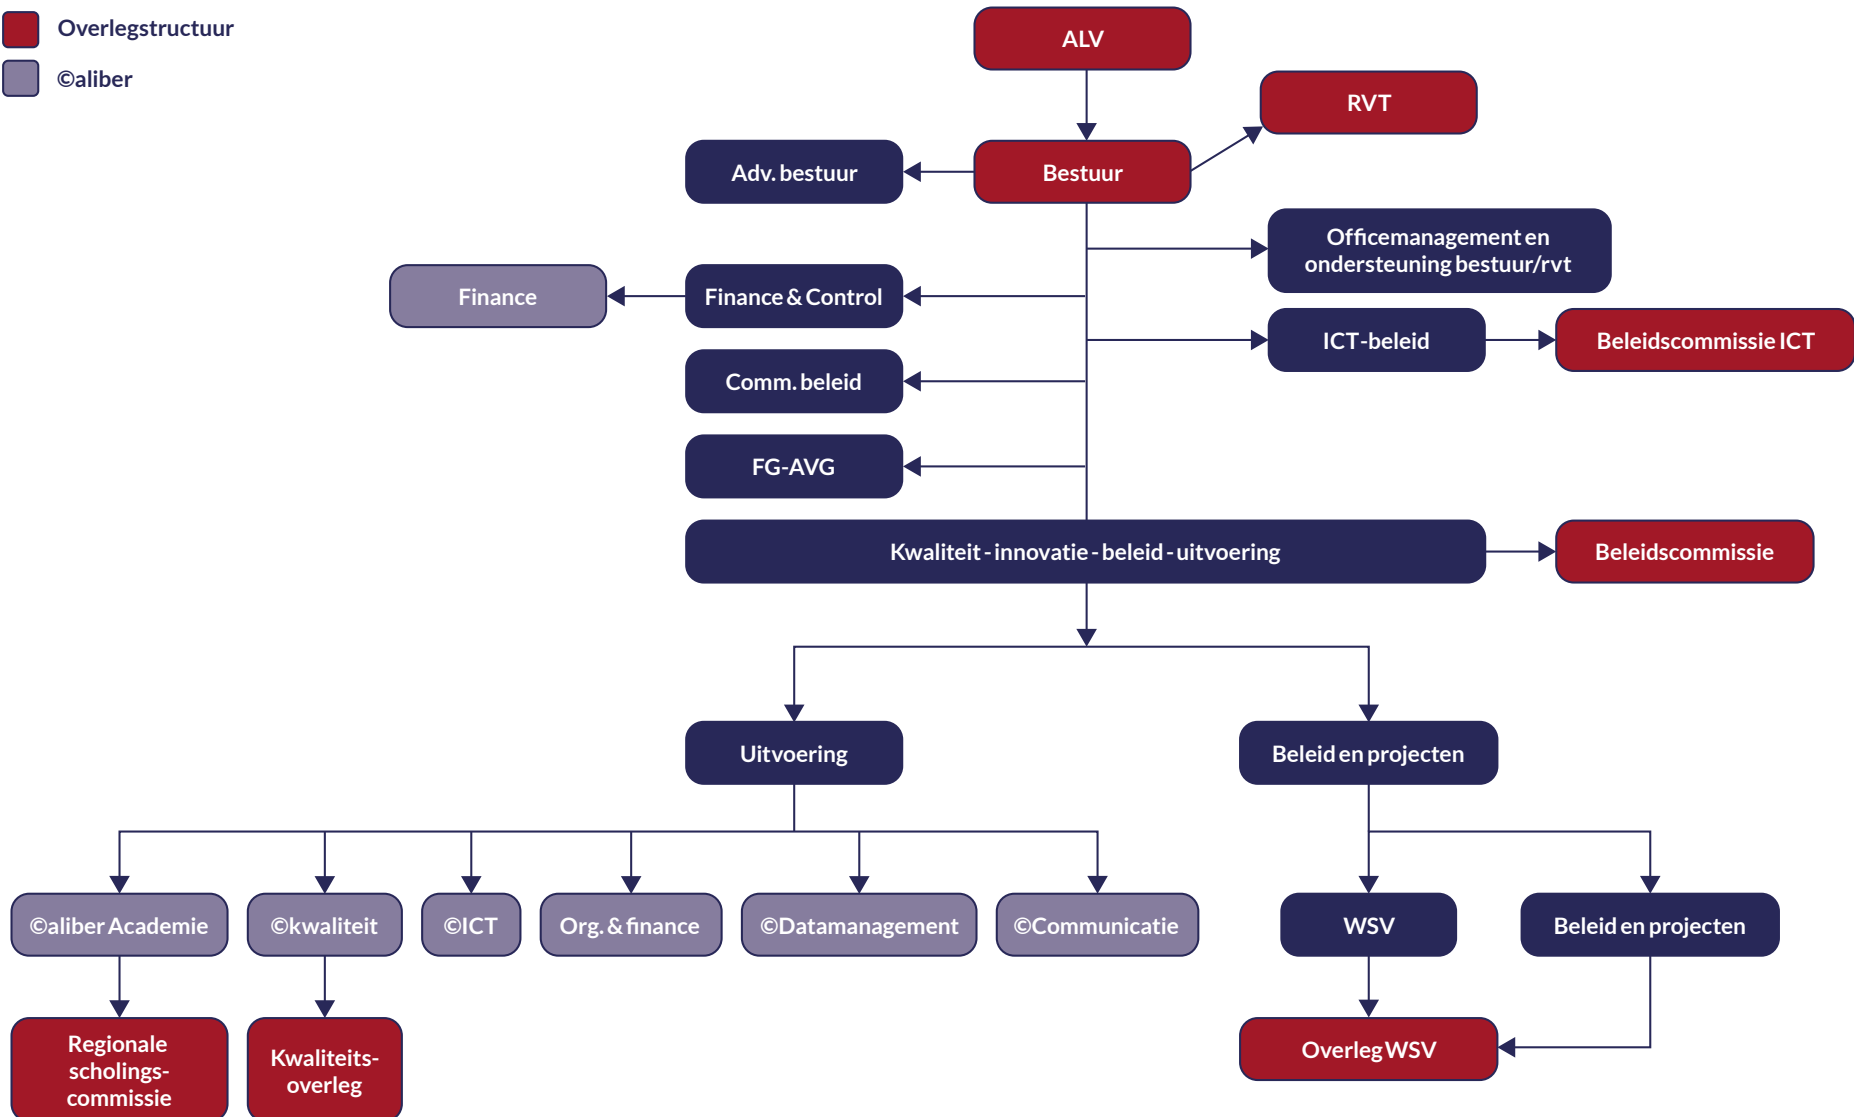 Overlegstructuur
©aliber
ALV
RVT
Adv. bestuur
Bestuur
Officemanagement en
ondersteuning bestuur/rvt
Finance
Finance & Control
ICT-beleid
Beleidscommissie ICT
Comm. beleid
FG-AVG
Kwaliteit - innovatie - beleid - uitvoering
Beleidscommissie
Uitvoering
Beleid en projecten
©aliber Academie
©kwaliteit
©ICT
Org. & finance
©Datamanagement
©Communicatie
WSV
Beleid en projecten
Regionale
scholings-
commissie
Kwaliteits-
overleg
Overleg WSV